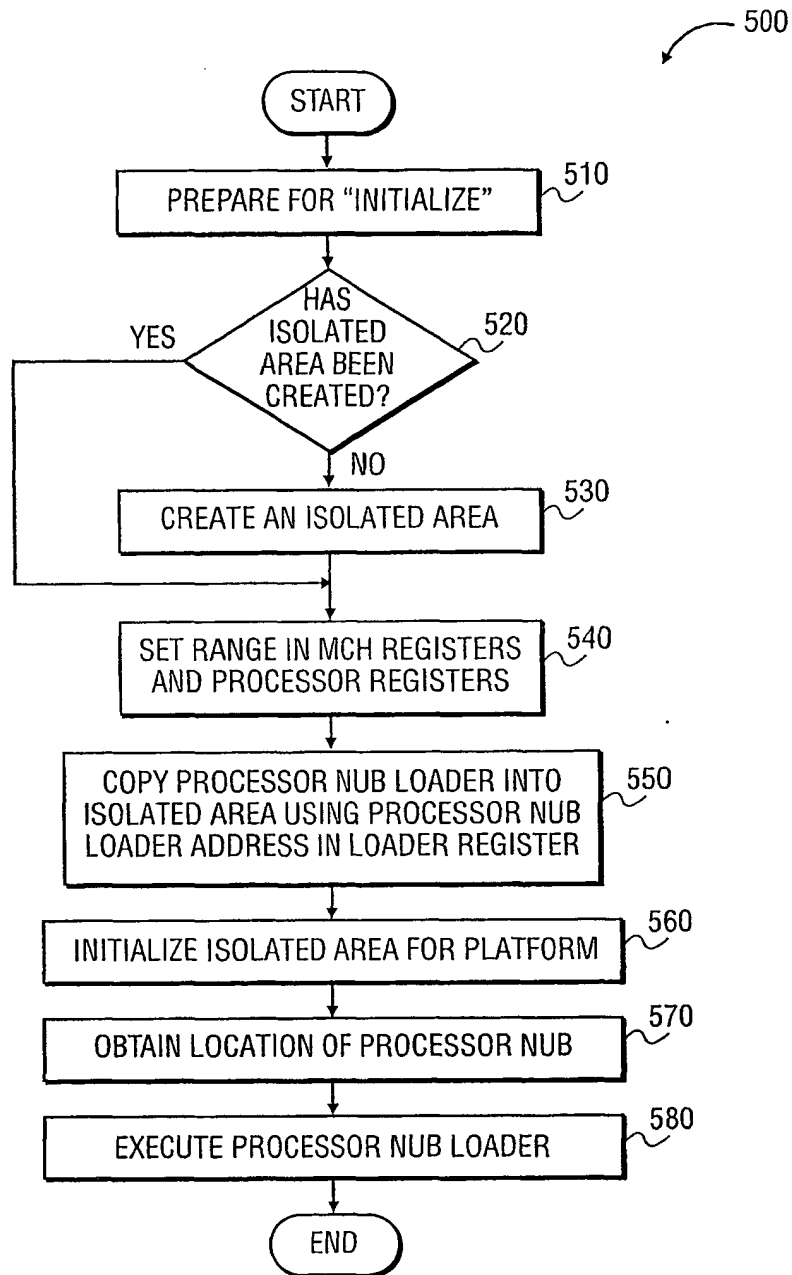 500
START
PREPARE FOR “INITIALIZE”
510
HAS
ISOLATED
AREA BEEN
CREATED?
520
YES
NO
CREATE AN ISOLATED AREA
530
SET RANGE IN MCH REGISTERS
AND PROCESSOR REGISTERS
540
COPY PROCESSOR NUB LOADER INTO
ISOLATED AREA USING PROCESSOR NUB
LOADER ADDRESS IN LOADER REGISTER
550
INITIALIZE ISOLATED AREA FOR PLATFORM
560
OBTAIN LOCATION OF PROCESSOR NUB
570
EXECUTE PROCESSOR NUB LOADER
580
END